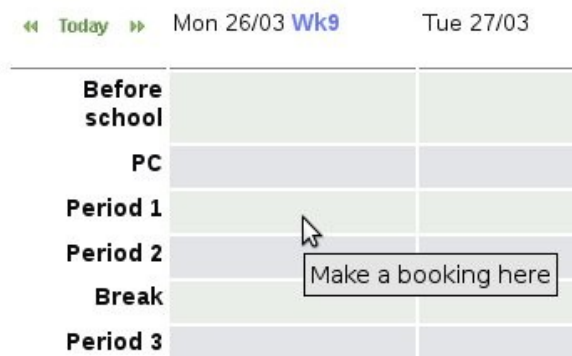 Today Mon 26/03 Wk9 Tue 27/03
Before
school
PC
Period 1
Period 2
Make a booking here
Break
Period 3